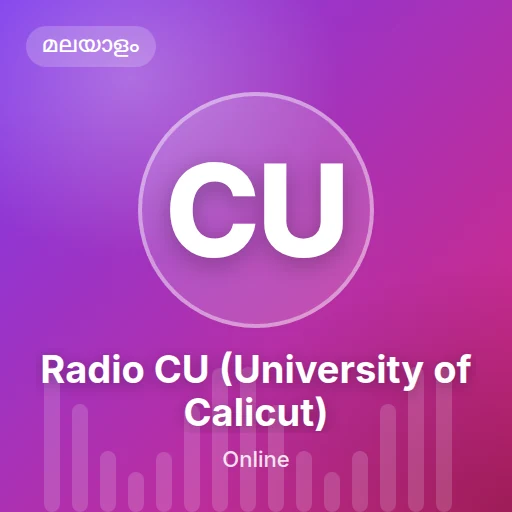 മലയാളം
CU
Radio CU (University of
Calicut)
Online